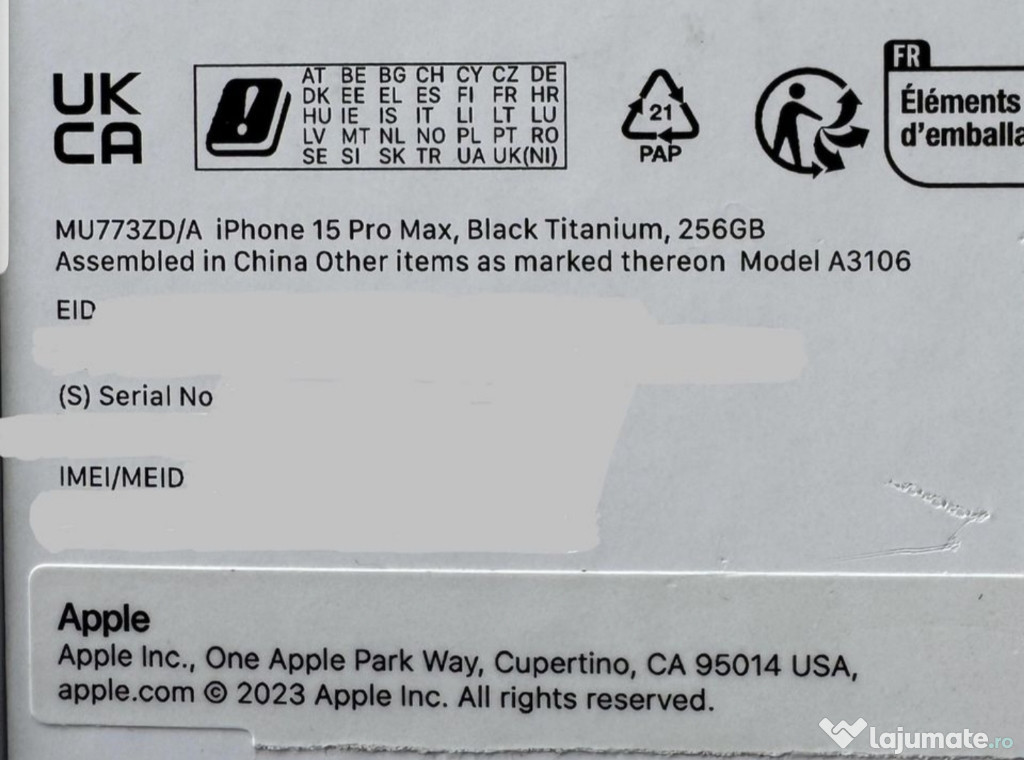 UK
CA
AT BE BG CH CY CZ DE
DK EE EL ES FI FR HR
HU IE IS IT LI LT LU
LV MT NL NO PL PT RO
SE SI SK TR UA UK(NI)
21
PAP
FR
Éléments
d'emballa
MU773ZD/A iPhone 15 Pro Max, Black Titanium, 256GB
Assembled in China Other items as marked thereon Model A3106
EID
(S) Serial No
IMEI/MEID
Apple
Apple Inc., One Apple Park Way, Cupertino, CA 95014 USA,
apple.com © 2023 Apple Inc. All rights reserved.
lajumate.ro